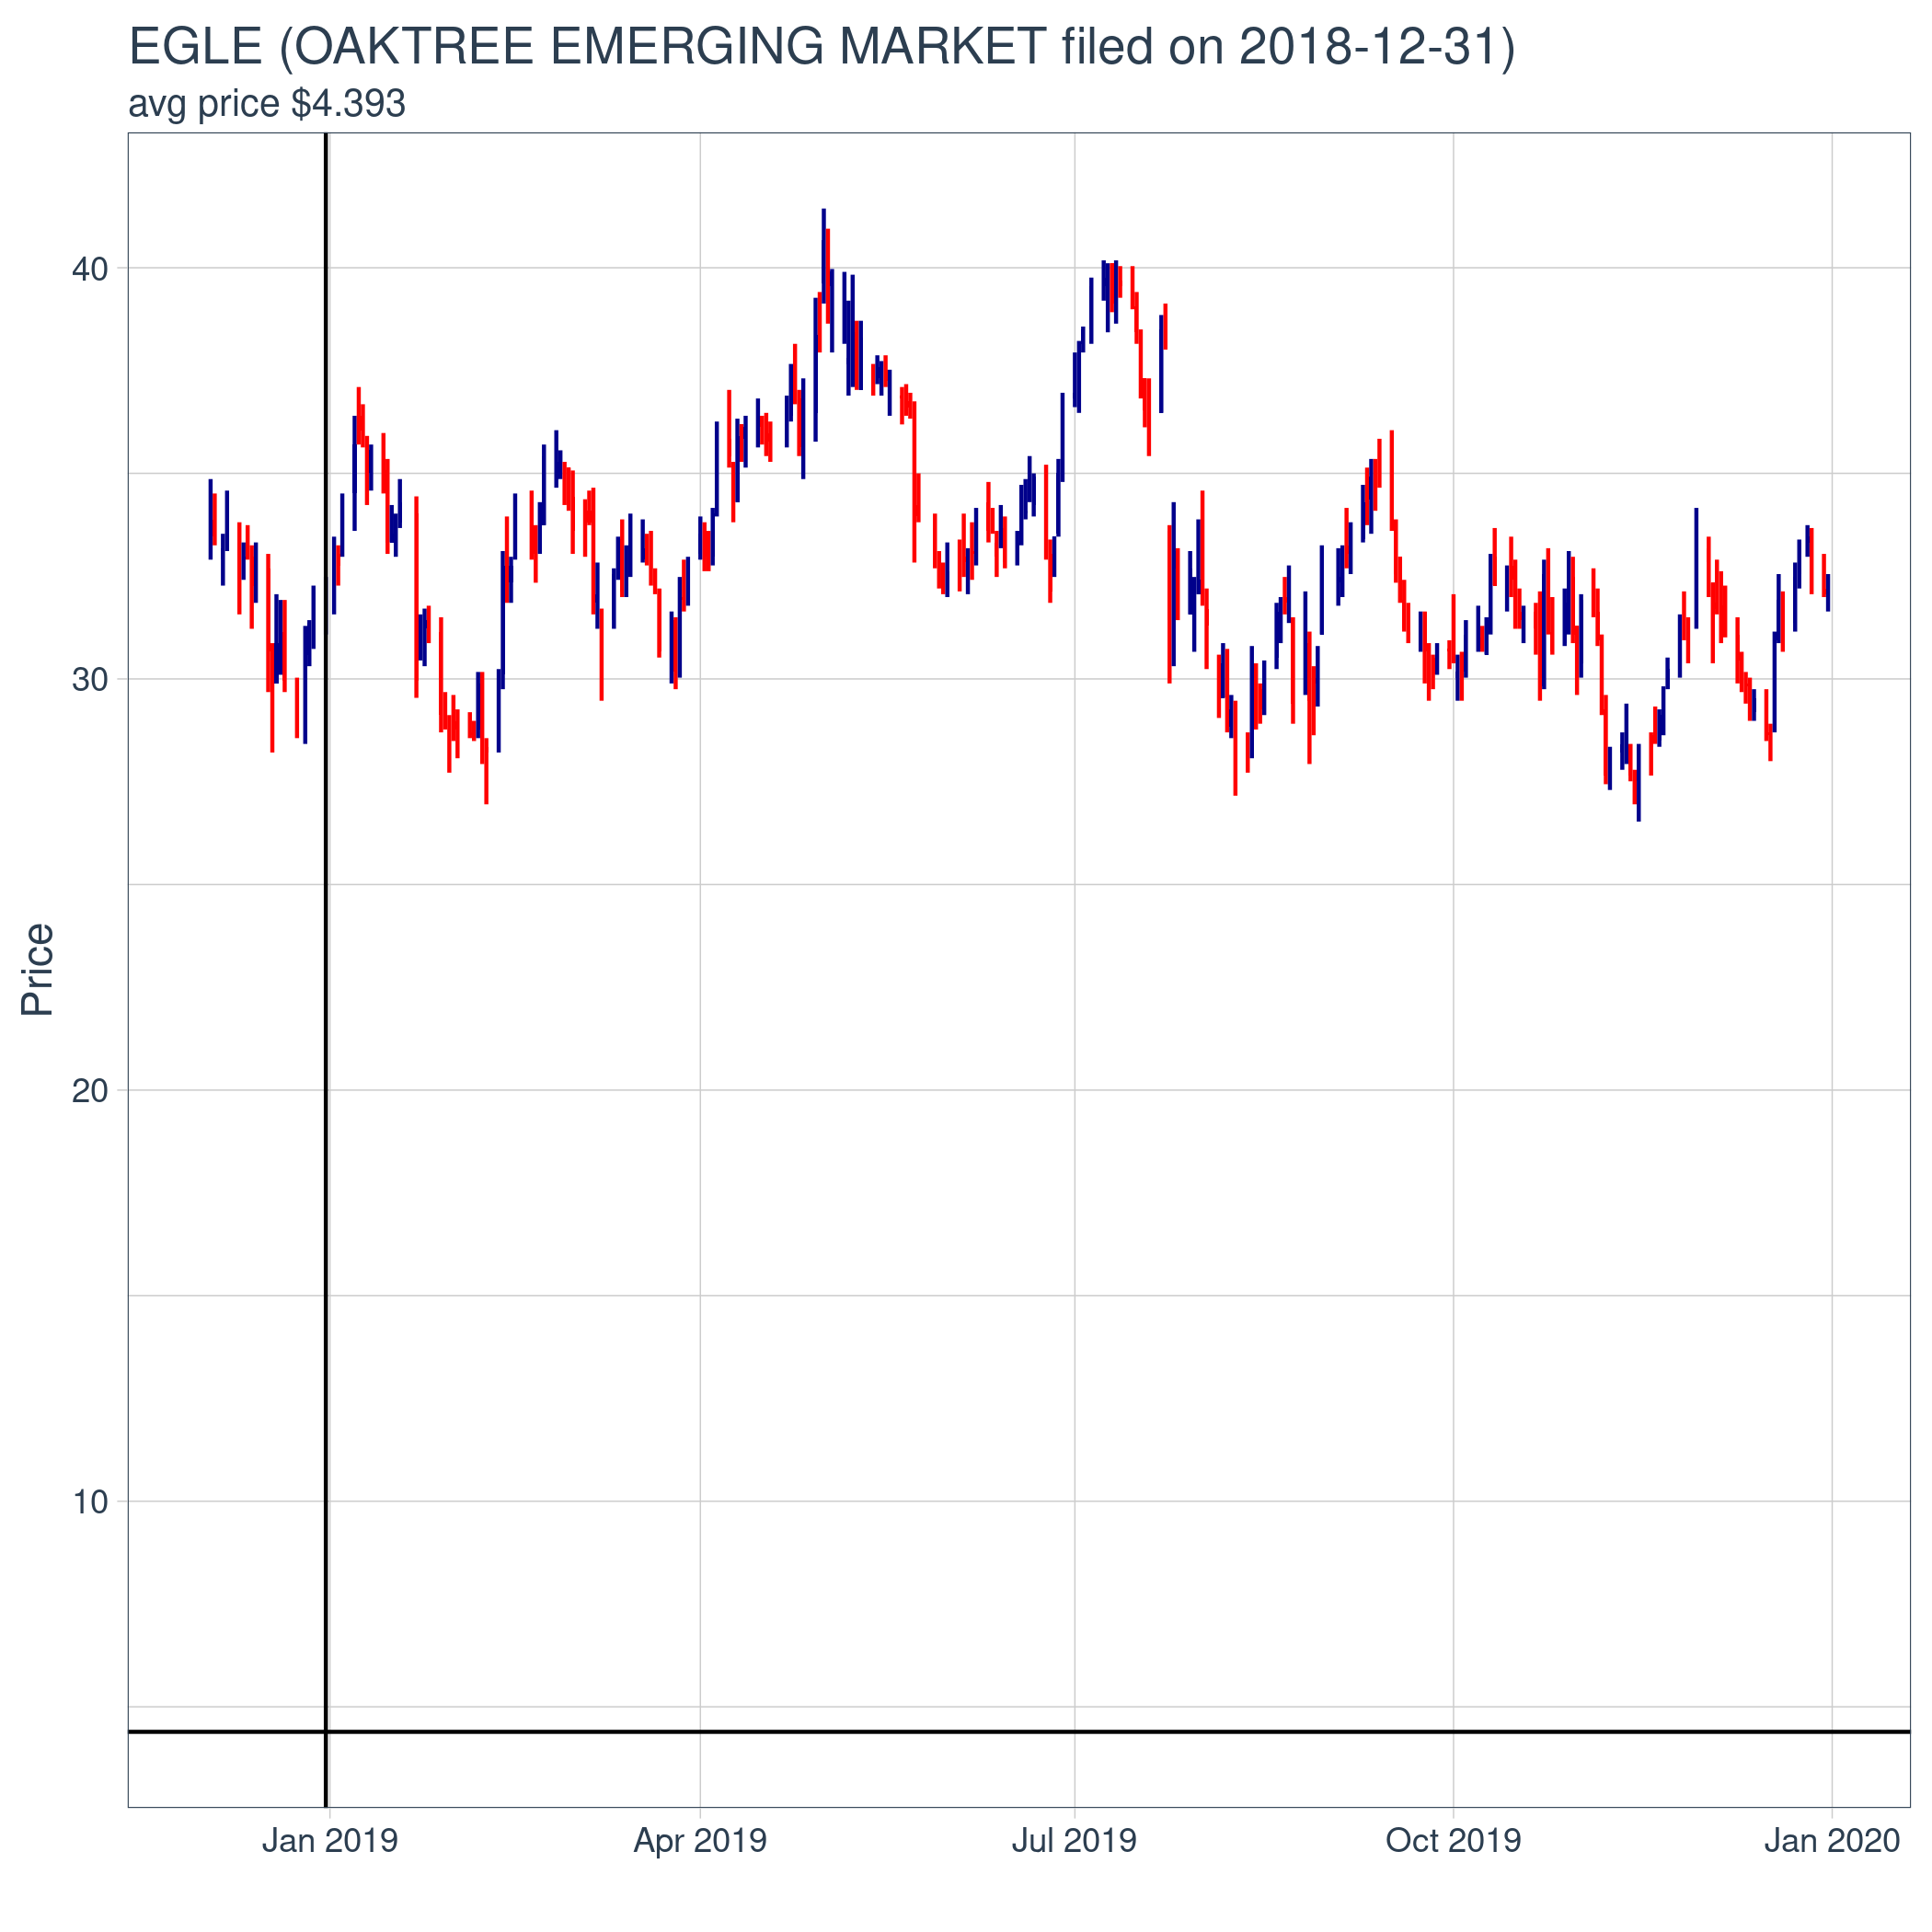 EGLE (OAKTREE EMERGING MARKET filed on 2018-12-31)
avg price $4.393
40
30
20
10
Price
Jan 2019 Apr 2019 Jul 2019 Oct 2019 Jan 2020